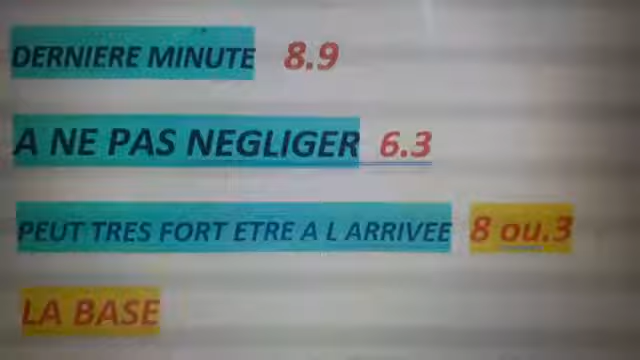 DERNIERE MINUTE 8.9
A NE PAS NEGLIGER 6.3
PEUT TRES FORT ETRE A L ARRIVEE 8 ou.3
LA BASE